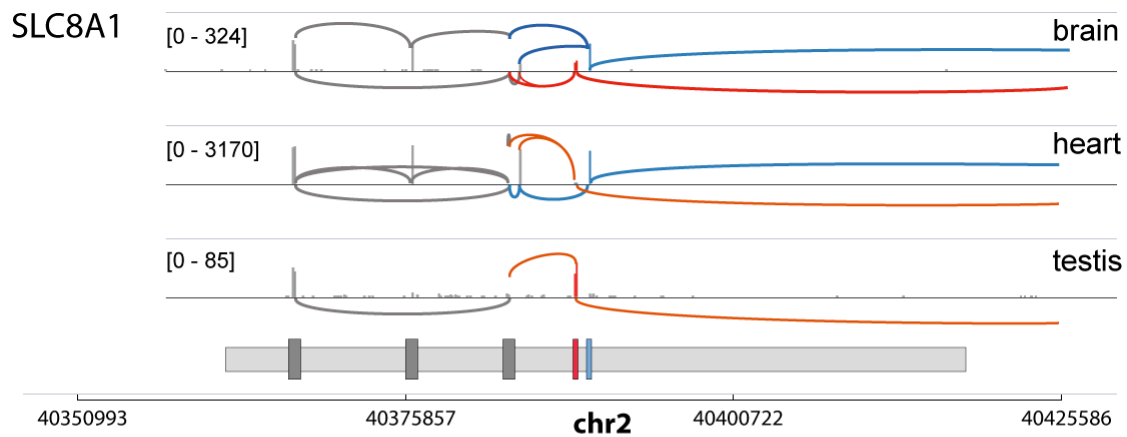 SLC8A1
[0 - 324]
brain
[0 - 3170]
heart
[0 - 85]
testis
40350993
40375857
chr2
40400722
40425586